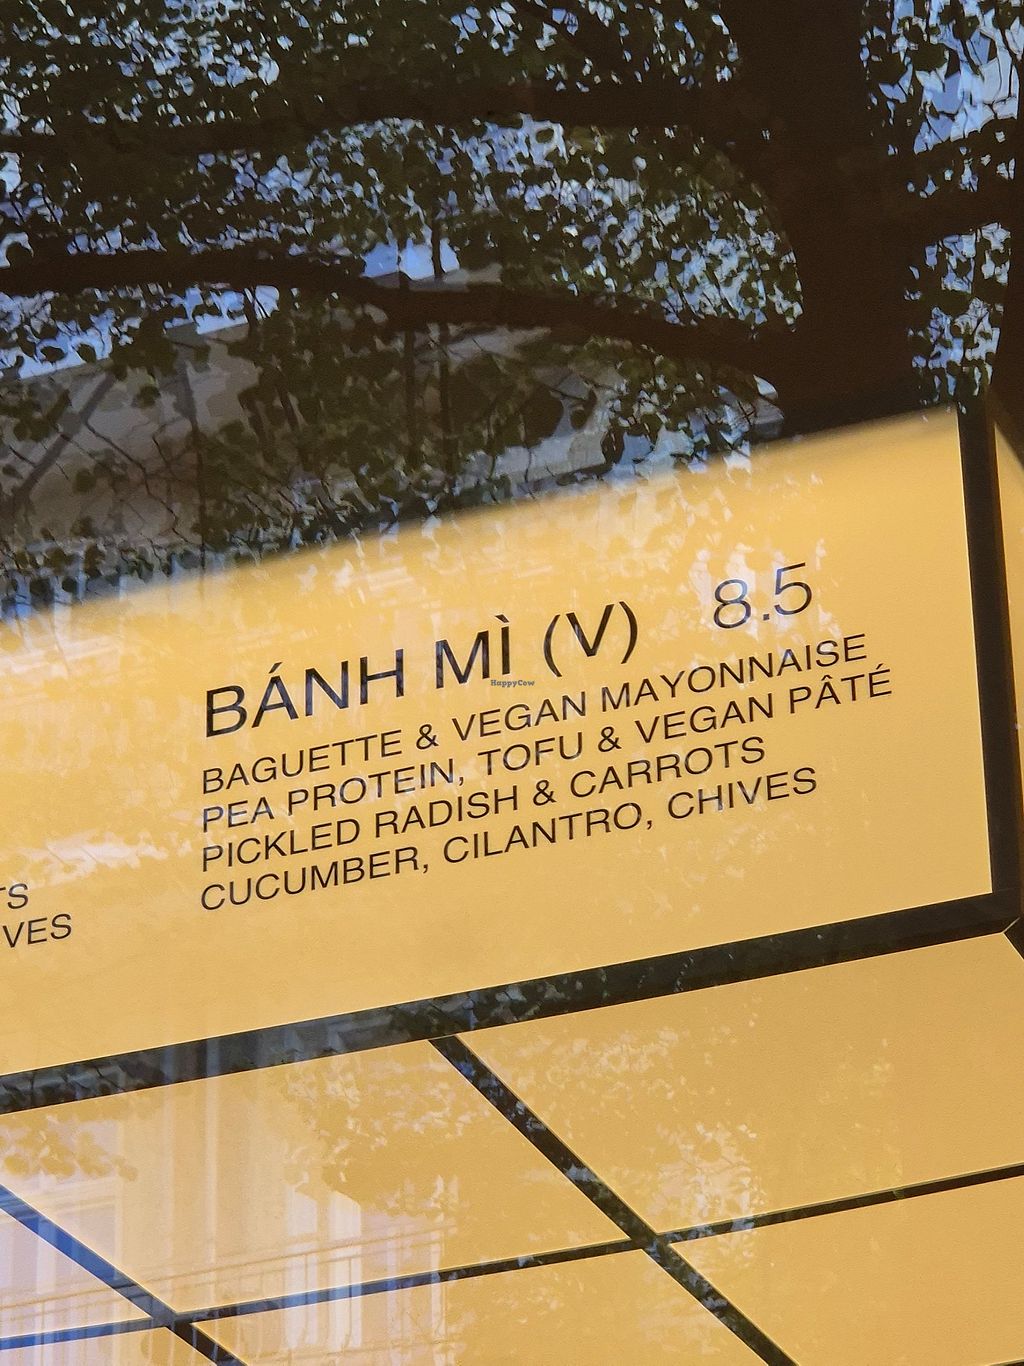 BÁNH MÌ (V) 8.5
BAGUETTE & VEGAN MAYONNAISE
PEA PROTEIN, TOFU & VEGAN PÂTÉ
PICKLED RADISH & CARROTS
CUCUMBER, CILANTRO, CHIVES
TS
VES
HappyCow